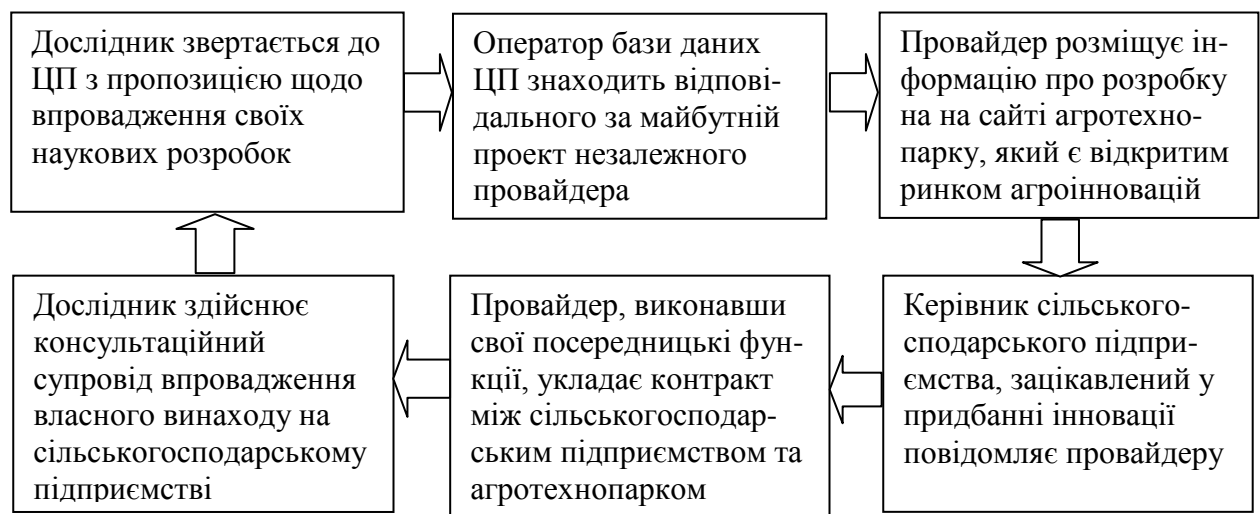 Дослідник звертається до
ЦП з пропозицією щодо
впровадження своїх
наукових розробок
Оператор бази даних
ЦП знаходить відпові-
дального за майбутній
проект незалежного
провайдера
Провайдер розміщує ін-
формацію про розробку
на на сайті агротехно-
парку, який є відкритим
ринком агроінновацій
Керівник сільського-
сподарського підпри-
ємства, зацікавлений у
придбанні інновації
повідомляє провайдеру
Провайдер, виконавши
свої посередницькі фун-
кції, укладає контракт
між сільськогосподар-
ським підприємством та
агротехнопарком
Дослідник здійснює
консультаційний
супровід впровадження
власного винаходу на
сільськогосподарському
підприємстві